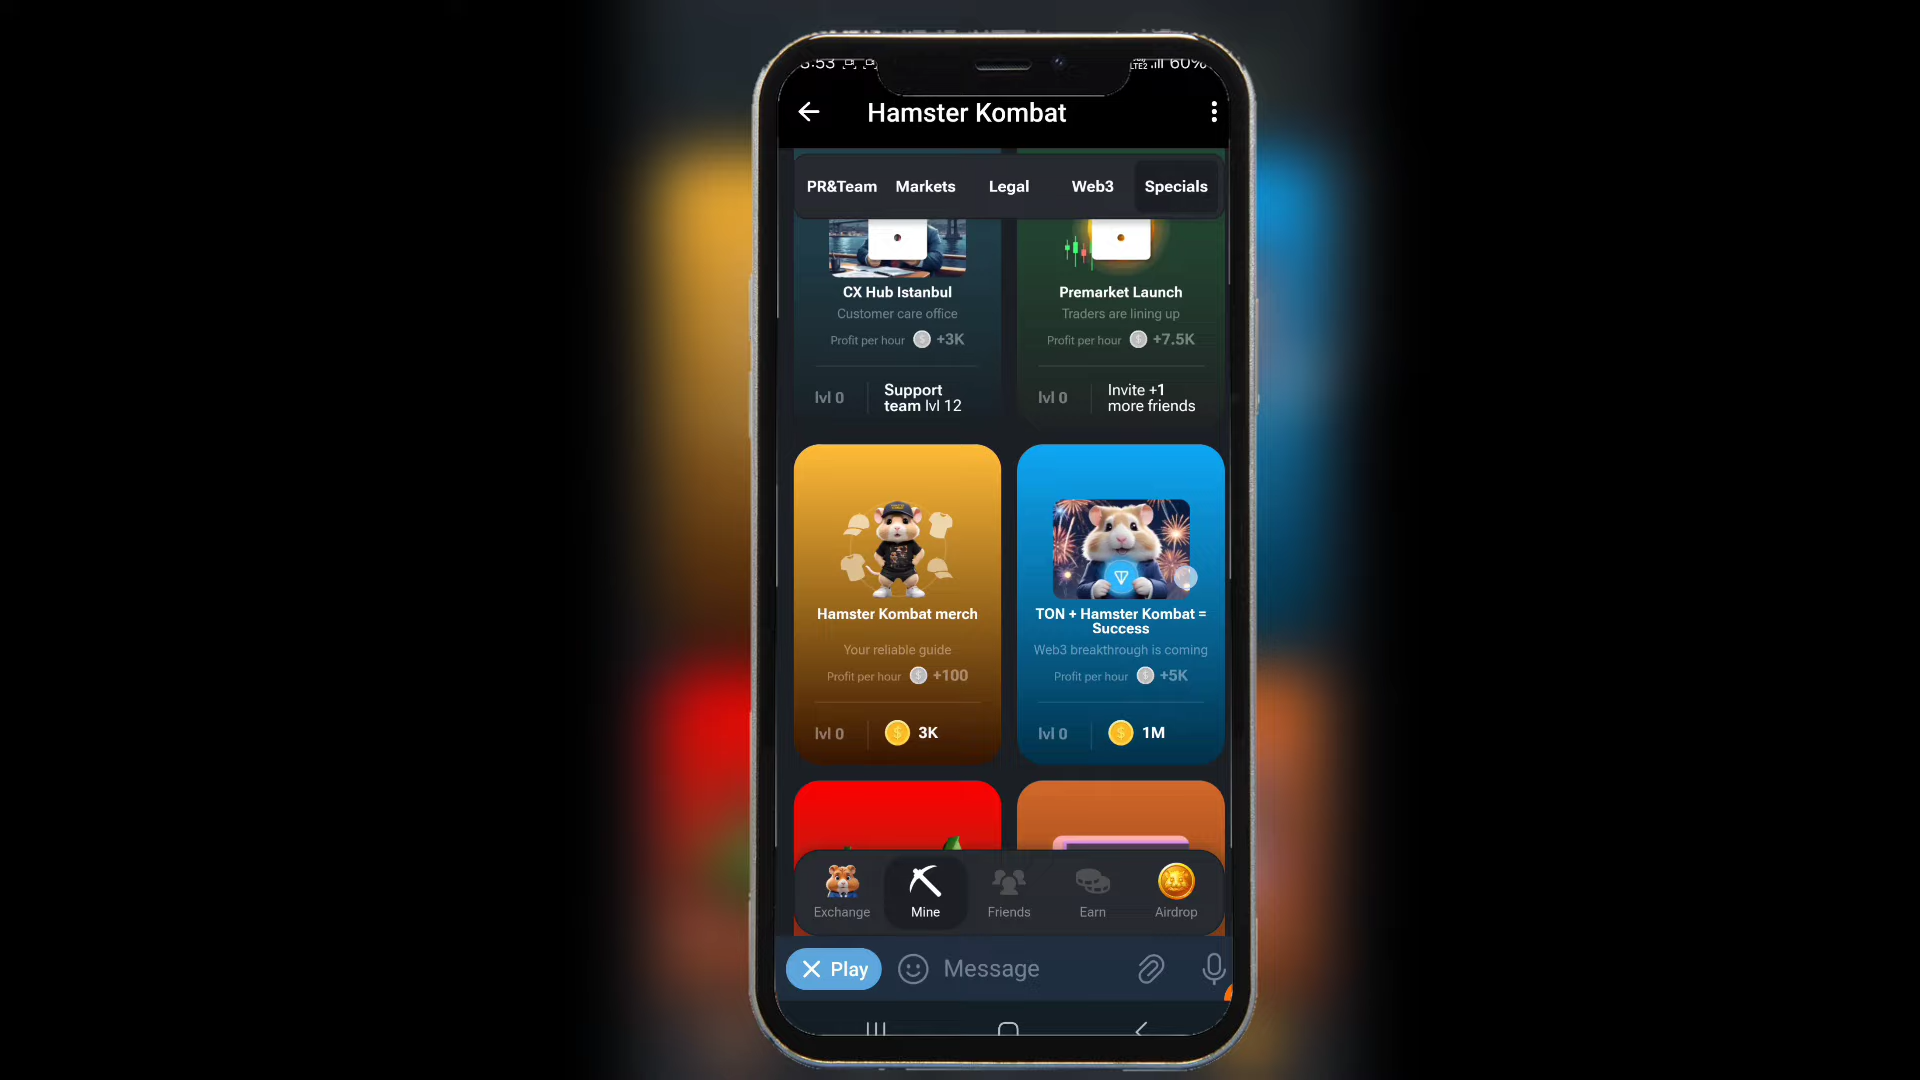 60%
Hamster Kombat
PR&Team Markets Legal Web3 Specials
CX Hub Istanbul
Customer care office
Profit per hour +3K
lvl 0
Support
team lvl 12
Premarket Launch
Traders are lining up
Profit per hour +7.5K
lvl 0
Invite +1
more friends
Hamster Kombat merch
Your reliable guide
Profit per hour +100
lvl 0 3K
TON + Hamster Kombat =
Success
Web3 breakthrough is coming
Profit per hour +5K
lvl 0 1M
Exchange Mine Friends Earn Airdrop
Play Message